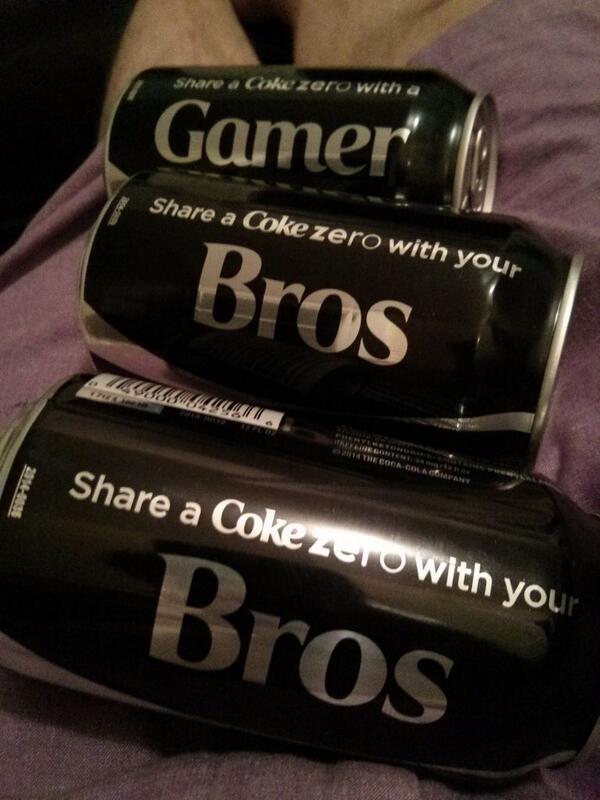 Share a Coke zero with a
Gamer
Share a Coke zero with your
Bros
© 2014 THE COCA-COLA COMPANY
Share a Coke zero with your
Bros